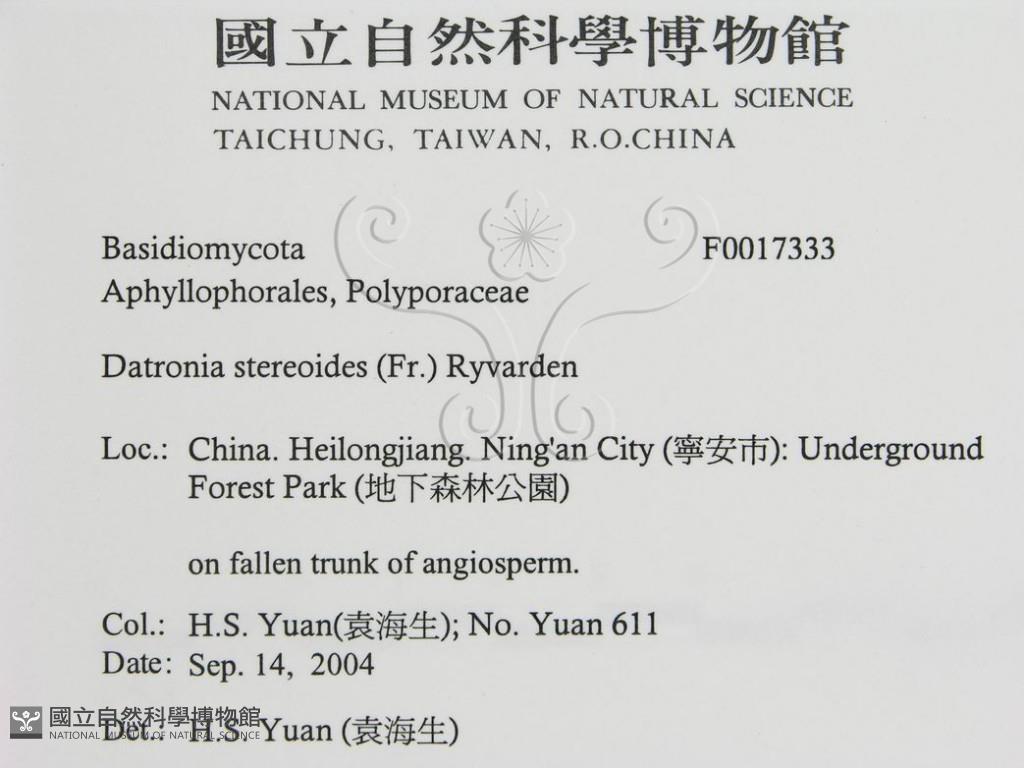 國立自然科學博物館
NATIONAL MUSEUM OF NATURAL SCIENCE
TAICHUNG, TAIWAN, R.O.CHINA
Basidiomycota F0017333
Aphyllophorales, Polyporaceae
Datronia stereoides (Fr.) Ryvarden
Loc.: China. Heilongjiang. Ning'an City (寧安市): Underground
Forest Park (地下森林公園)
on fallen trunk of angiosperm.
Col.: H.S. Yuan(袁海生); No. Yuan 611
Date: Sep. 14, 2004
Det.: H.S. Yuan (袁海生)
國立自然科學博物館
NATIONAL MUSEUM OF NATURAL SCIENCE